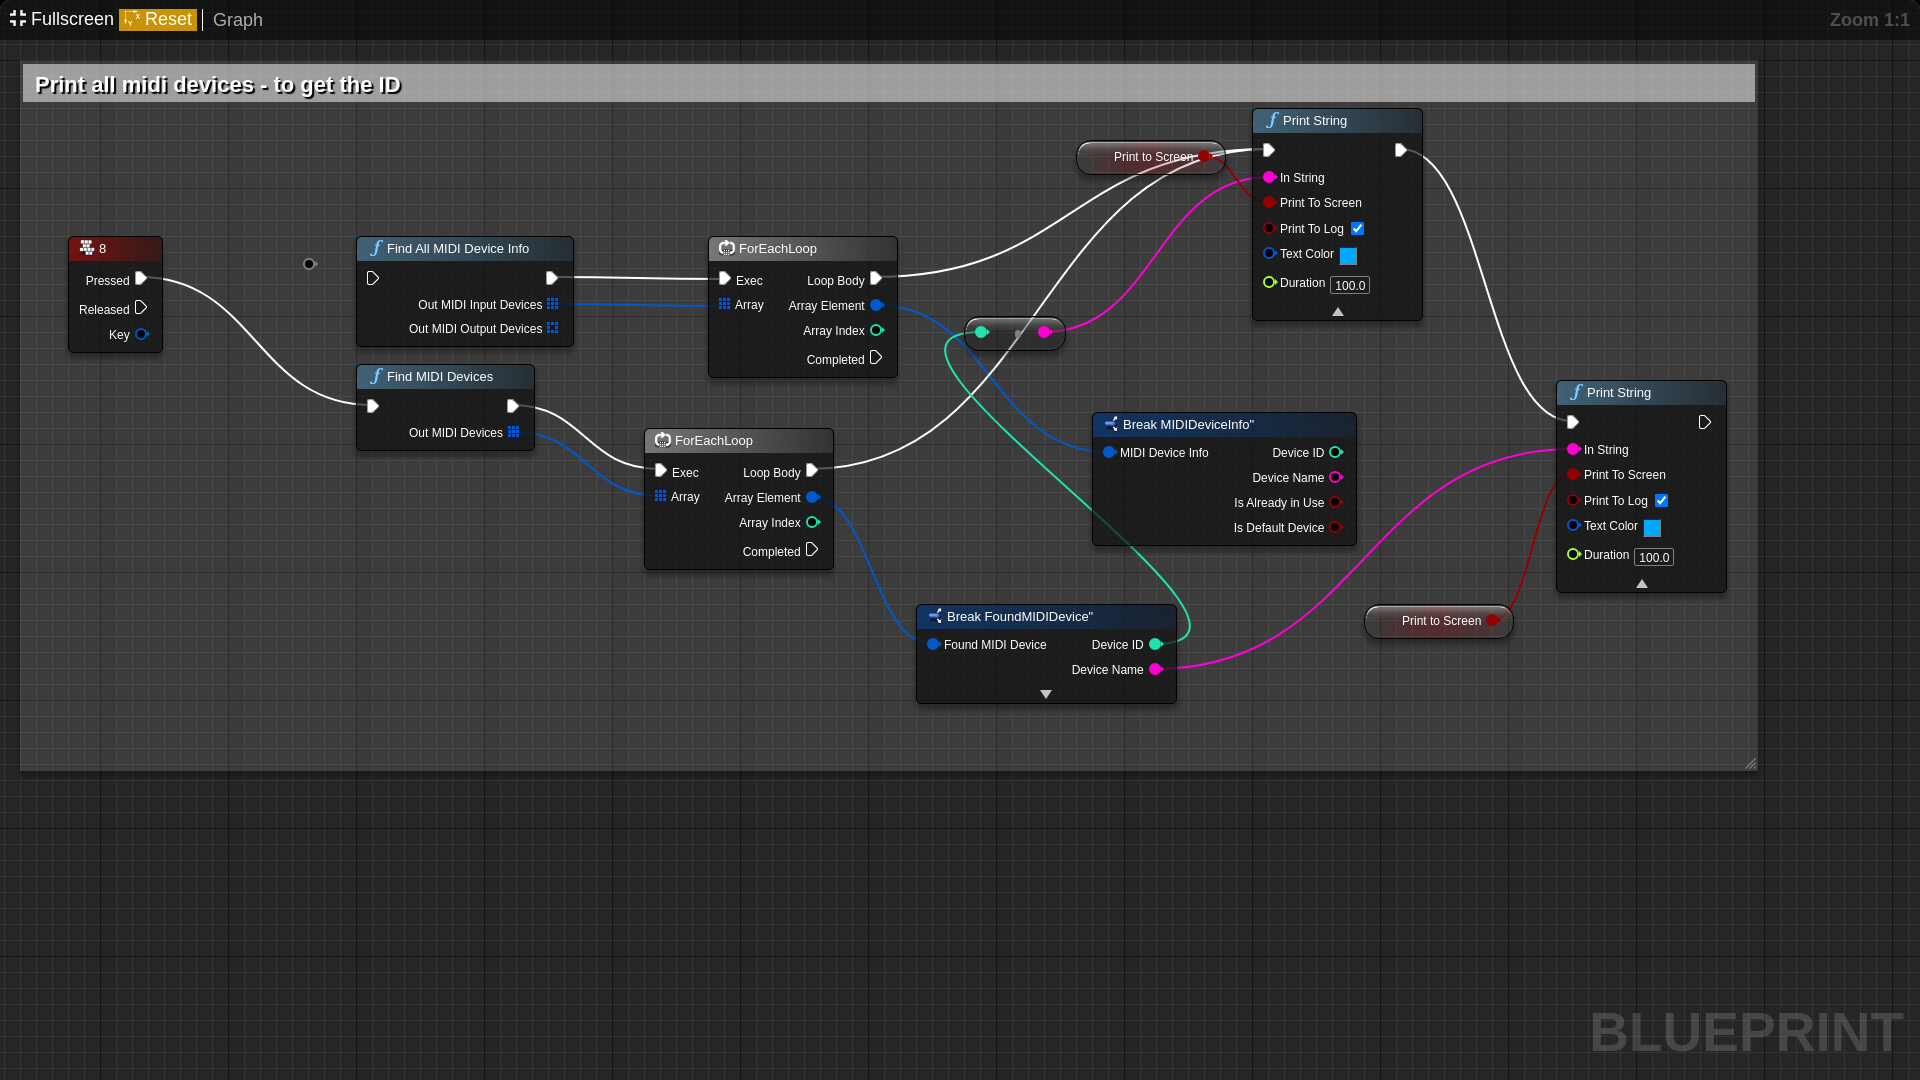 Fullscreen Reset Graph Zoom 1:1
Print all midi devices - to get the ID
8
Pressed
Released
Key
Find All MIDI Device Info
Out MIDI Input Devices
Out MIDI Output Devices
Find MIDI Devices
Out MIDI Devices
ForEachLoop
Exec Loop Body
Array Array Element
Array Index
Completed
ForEachLoop
Exec Loop Body
Array Array Element
Array Index
Completed
Print to Screen
Print String
In String
Print To Screen
Print To Log
Text Color
Duration 100.0
Break MIDIDeviceInfo"
MIDI Device Info Device ID
Device Name
Is Already in Use
Is Default Device
Break FoundMIDIDevice"
Found MIDI Device Device ID
Device Name
Print String
In String
Print To Screen
Print To Log
Text Color
Duration 100.0
Print to Screen
BLUEPRINT